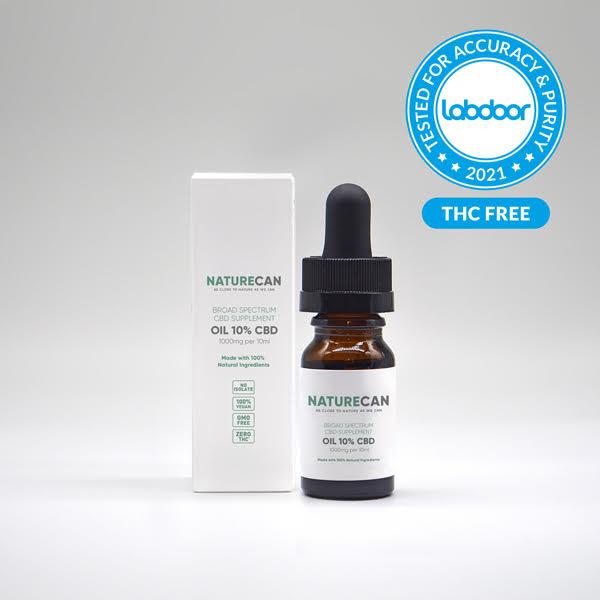 TESTED FOR ACCURACY & PURITY
labdoor
2021
THC FREE
NATURECAN
BE CLOSE TO NATURE AS WE CAN
BROAD SPECTRUM
CBD SUPPLEMENT
OIL 10% CBD
1000mg per 10ml
Made with 100%
Natural Ingredients
NO
ISOLATE
100%
VEGAN
GMO
FREE
ZERO
THC
NATURECAN
BE CLOSE TO NATURE AS WE CAN
BROAD SPECTRUM
CBD SUPPLEMENT
OIL 10% CBD
1000mg per 10ml
Made with 100% Natural Ingredients